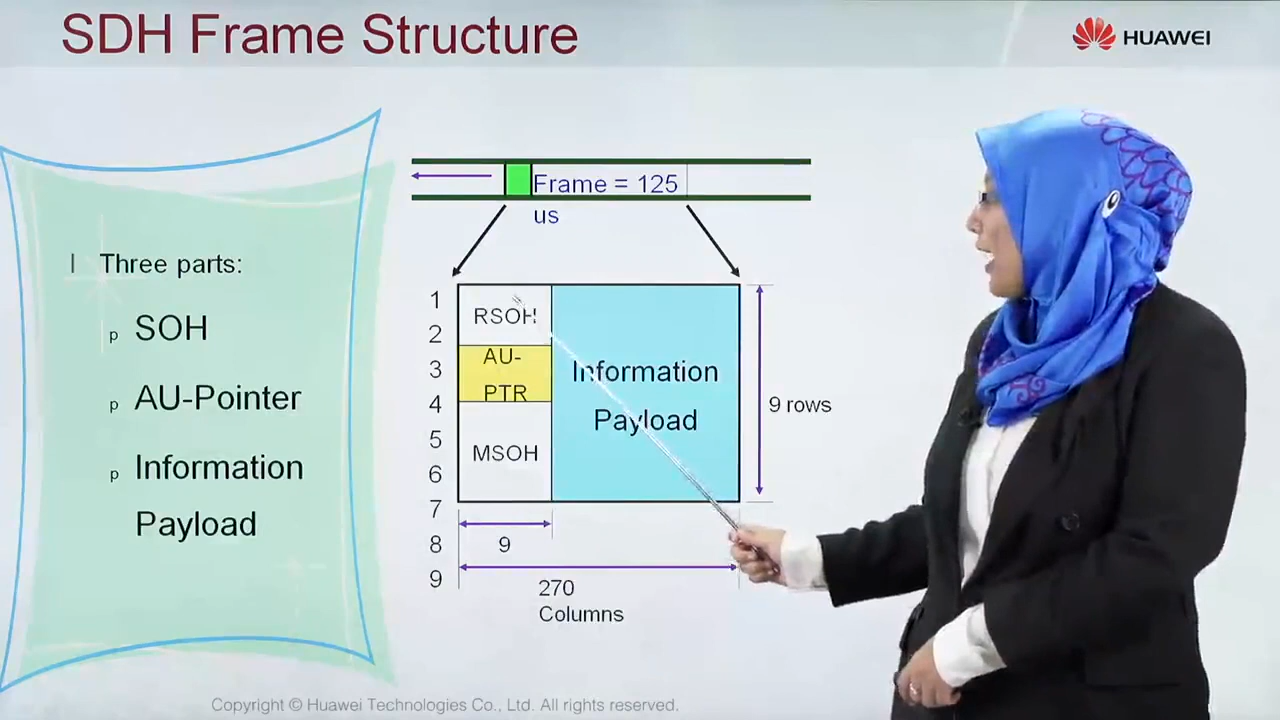 SDH Frame Structure
HUAWEI
l Three parts:
p SOH
p AU-Pointer
p Information
Payload
Frame = 125
us
1
2
3
4
5
6
7
8
9
RSOH
AU-
PTR
MSOH
Information
Payload
9 rows
9
270
Columns
Copyright © Huawei Technologies Co., Ltd. All rights reserved.